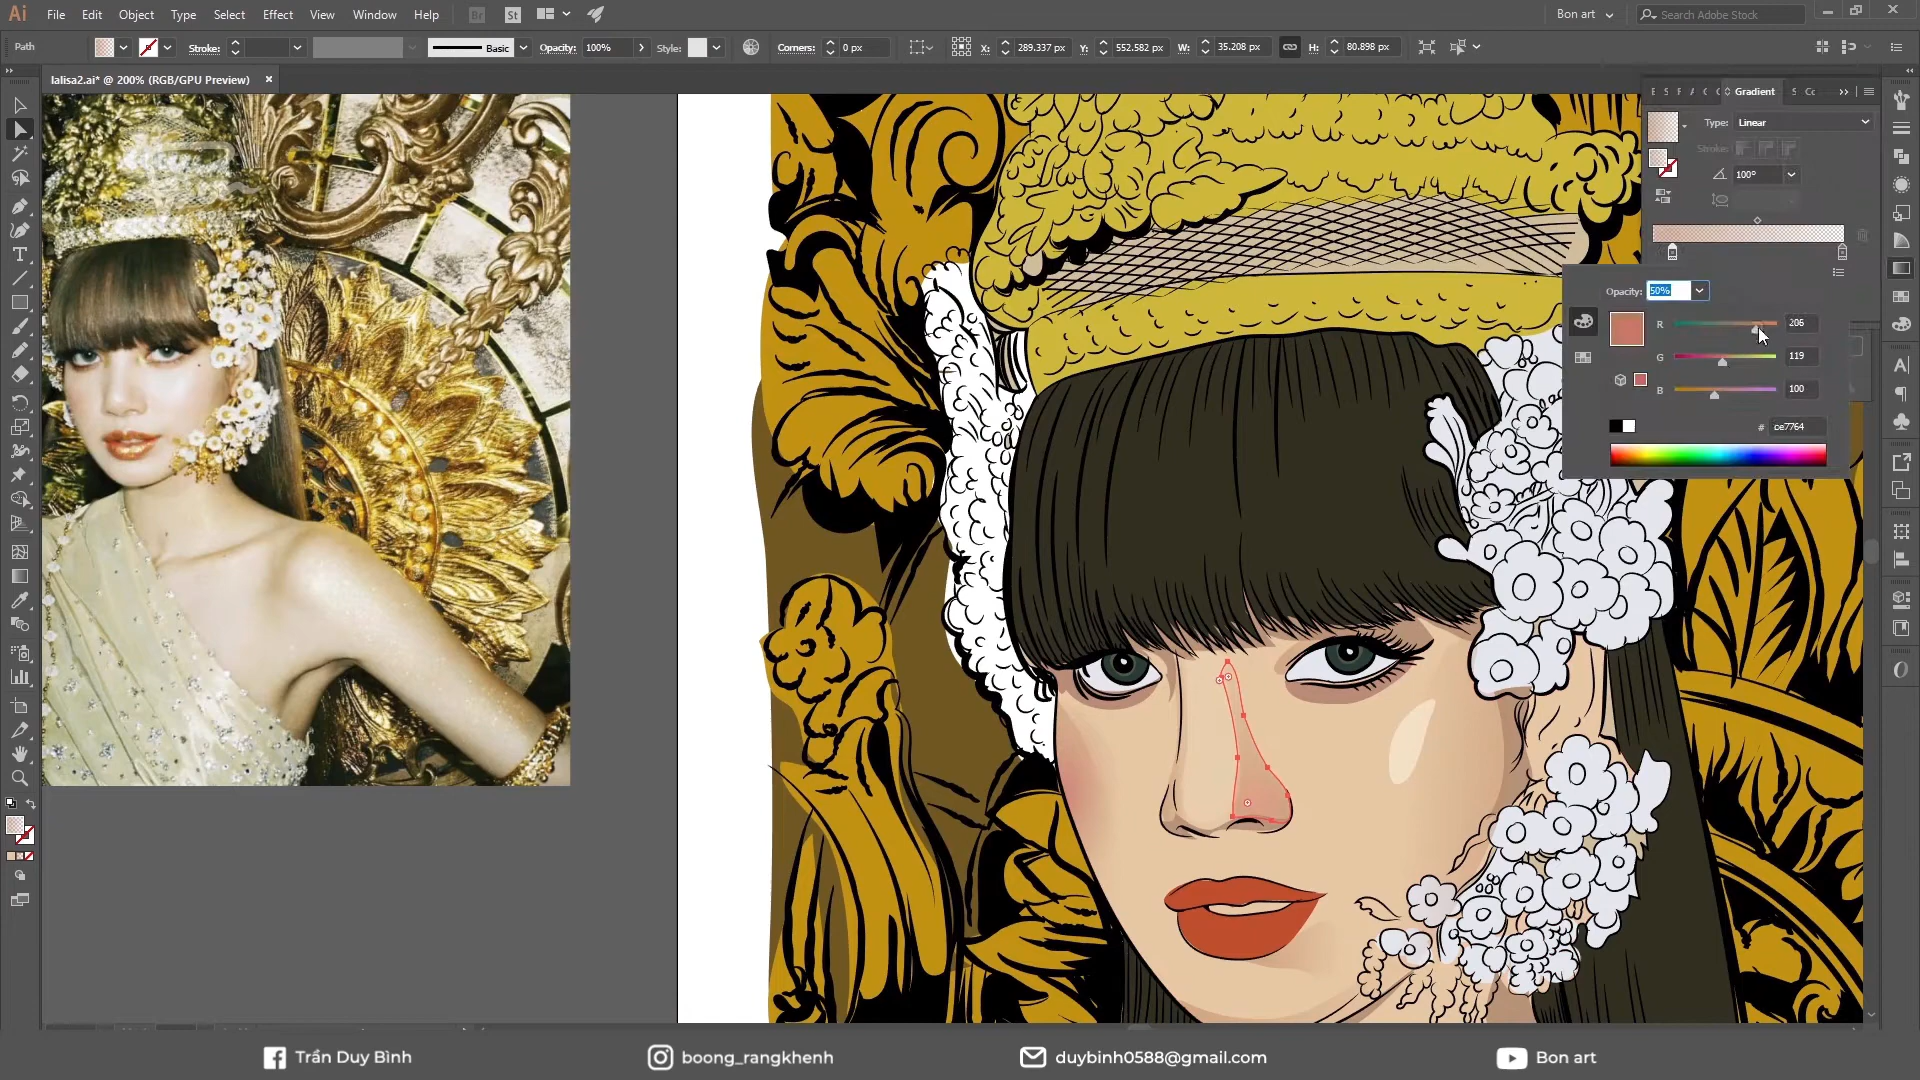 Ai File Edit Object Type Select Effect View Window Help Br St Bon art Search Adobe Stock
Path Stroke: Basic Opacity: 100% Style: Corners: 0 px X: 289.337 px Y: 552.582 px W: 35.208 px H: 80.898 px
lalisa2.ai* @ 200% (RGB/GPU Preview)
Gradient
Type: Linear
Stroke:
100°
Opacity: 50%
R 206
G 119
B 100
# ce7764
Trần Duy Bình boong_rangkhenh duybinh0588@gmail.com Bon art